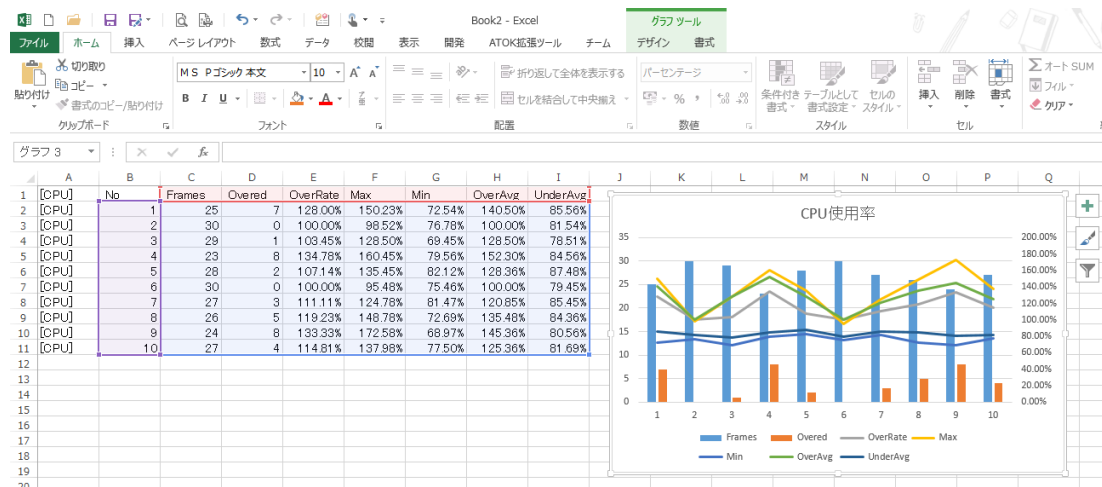 Book2 - Excel
グラフ ツール
ファイル ホーム 挿入 ページ レイアウト 数式 データ 校閲 表示 開発 ATOK拡張ツール チーム デザイン 書式
貼り付け
切り取り
コピー
書式のコピー/貼り付け
クリップボード
MS Pゴシック 本文 10
B I U
フォント
折り返して全体を表示する
セルを結合して中央揃え
配置
パーセンテージ
数値
条件付き書式
テーブルとして書式設定
セルのスタイル
スタイル
挿入 削除 書式
セル
オート SUM
フィル
クリア
グラフ 3
fx
A B C D E F G H I J K L M N O P Q
1 [CPU] No Frames Overed OverRate Max Min OverAvg UnderAvg
2 [CPU] 1 25 7 128.00% 150.23% 72.54% 140.50% 85.56%
3 [CPU] 2 30 0 100.00% 98.52% 76.78% 100.00% 81.54%
4 [CPU] 3 29 1 103.45% 128.50% 69.45% 128.50% 78.51%
5 [CPU] 4 23 8 134.78% 160.45% 79.56% 152.30% 84.56%
6 [CPU] 5 28 2 107.14% 135.45% 82.12% 128.36% 87.48%
7 [CPU] 6 30 0 100.00% 95.48% 75.46% 100.00% 79.45%
8 [CPU] 7 27 3 111.11% 124.78% 81.47% 120.85% 85.45%
9 [CPU] 8 26 5 119.23% 148.78% 72.69% 135.48% 84.36%
10 [CPU] 9 24 8 133.33% 172.58% 68.97% 145.36% 80.56%
11 [CPU] 10 27 4 114.81% 137.98% 77.50% 125.36% 81.69%
12
13
14
15
16
17
18
19
20
CPU使用率
35
30
25
20
15
10
5
0
200.00%
180.00%
160.00%
140.00%
120.00%
100.00%
80.00%
60.00%
40.00%
20.00%
0.00%
1 2 3 4 5 6 7 8 9 10
Frames Overed OverRate Max
Min OverAvg UnderAvg